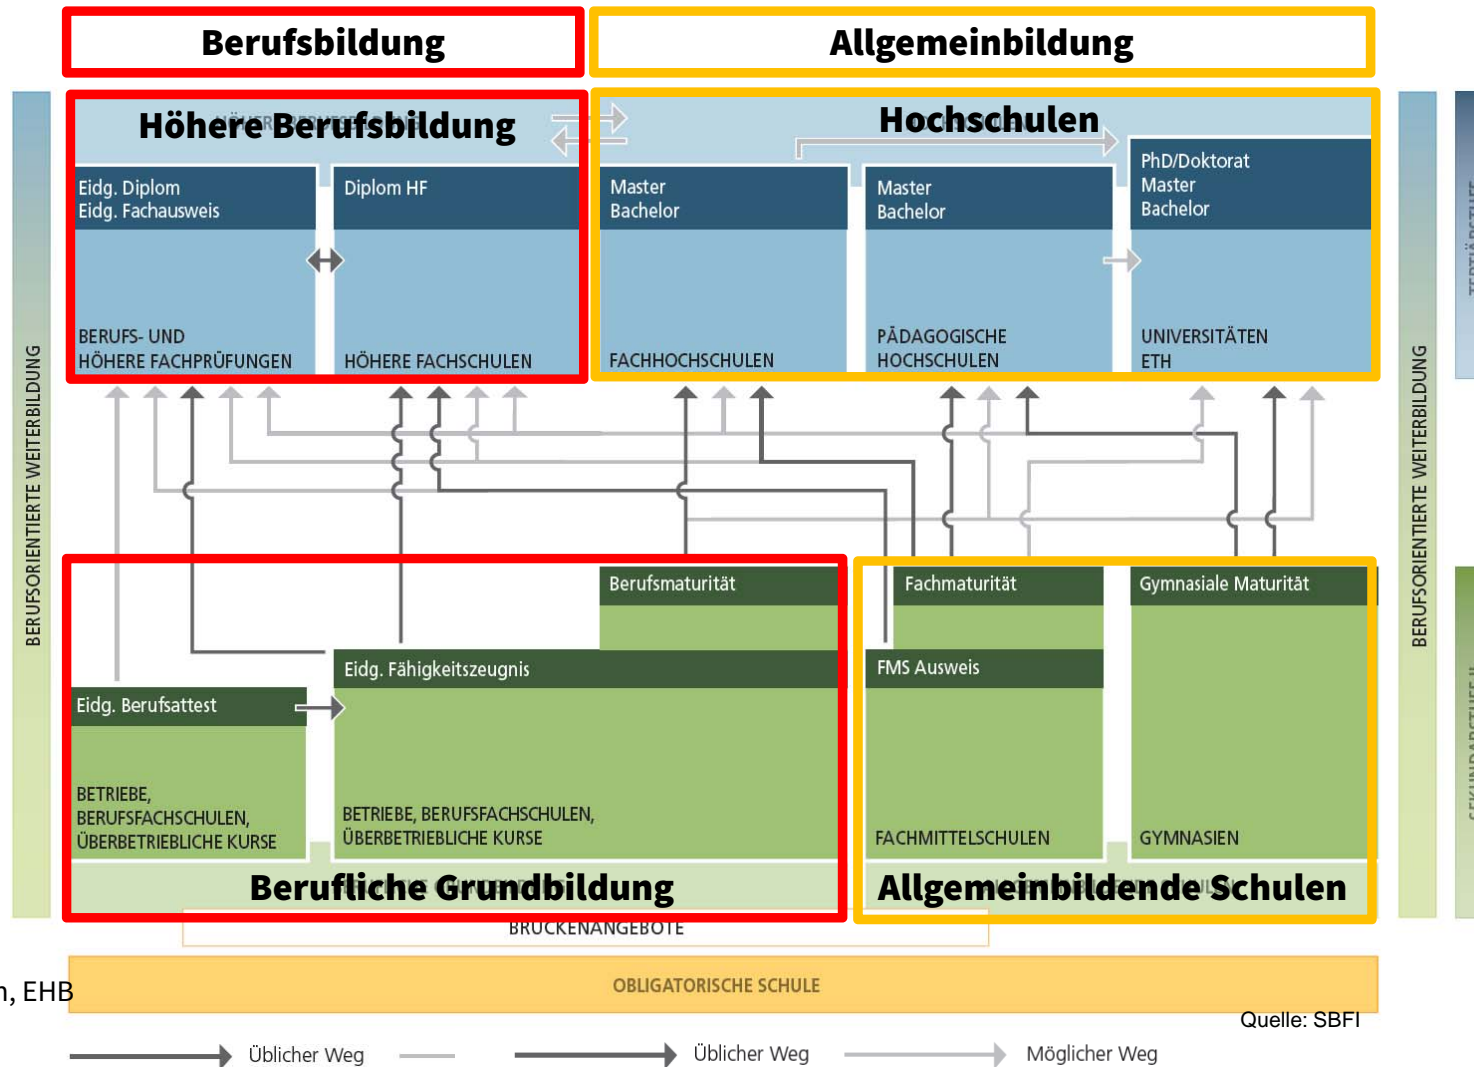 Berufsbildung
Allgemeinbildung
Höhere Berufsbildung
Hochschulen
Eidg. Diplom
Eidg. Fachausweis
Diplom HF
Master
Bachelor
Master
Bachelor
PhD/Doktorat
Master
Bachelor
BERUFS- UND
HÖHERE FACHPRÜFUNGEN
HÖHERE FACHSCHULEN
FACHHOCHSCHULEN
PÄDAGOGISCHE
HOCHSCHULEN
UNIVERSITÄTEN
ETH
BERUFSORIENTIERTE WEITERBILDUNG
BERUFSORIENTIERTE WEITERBILDUNG
TERTIÄRSTUFE
Berufsmaturität
Fachmaturität
Gymnasiale Maturität
Eidg. Fähigkeitszeugnis
FMS Ausweis
Eidg. Berufsattest
BETRIEBE,
BERUFSFACHSCHULEN,
ÜBERBETRIEBLICHE KURSE
BETRIEBE, BERUFSFACHSCHULEN,
ÜBERBETRIEBLICHE KURSE
FACHMITTELSCHULEN
GYMNASIEN
SEKUNDARSTUFE II
Berufliche Grundbildung
Allgemeinbildende Schulen
BRÜCKENANGEBOTE
OBLIGATORISCHE SCHULE
, EHB
Quelle: SBFI
Üblicher Weg
Üblicher Weg
Möglicher Weg